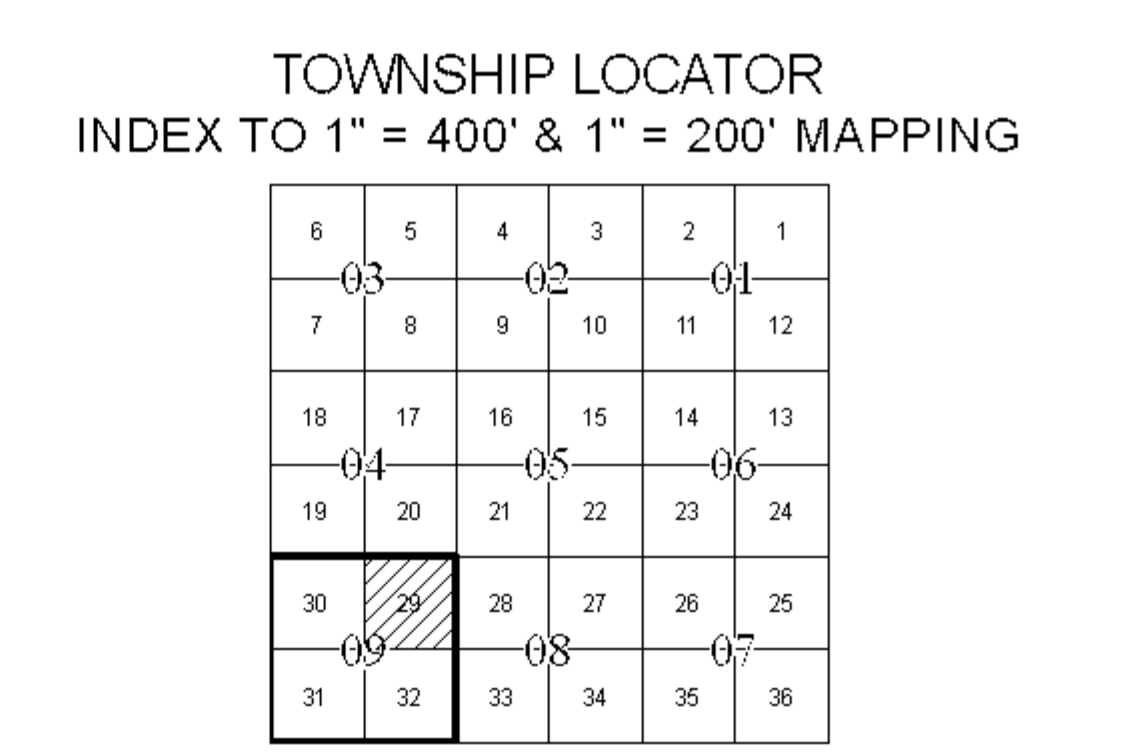 TOWNSHIP LOCATOR
INDEX TO 1" = 400' & 1" = 200' MAPPING
6 5 4 3 2 1
03 02 01
7 8 9 10 11 12
18 17 16 15 14 13
04 05 06
19 20 21 22 23 24
30 29 28 27 26 25
09 08 07
31 32 33 34 35 36